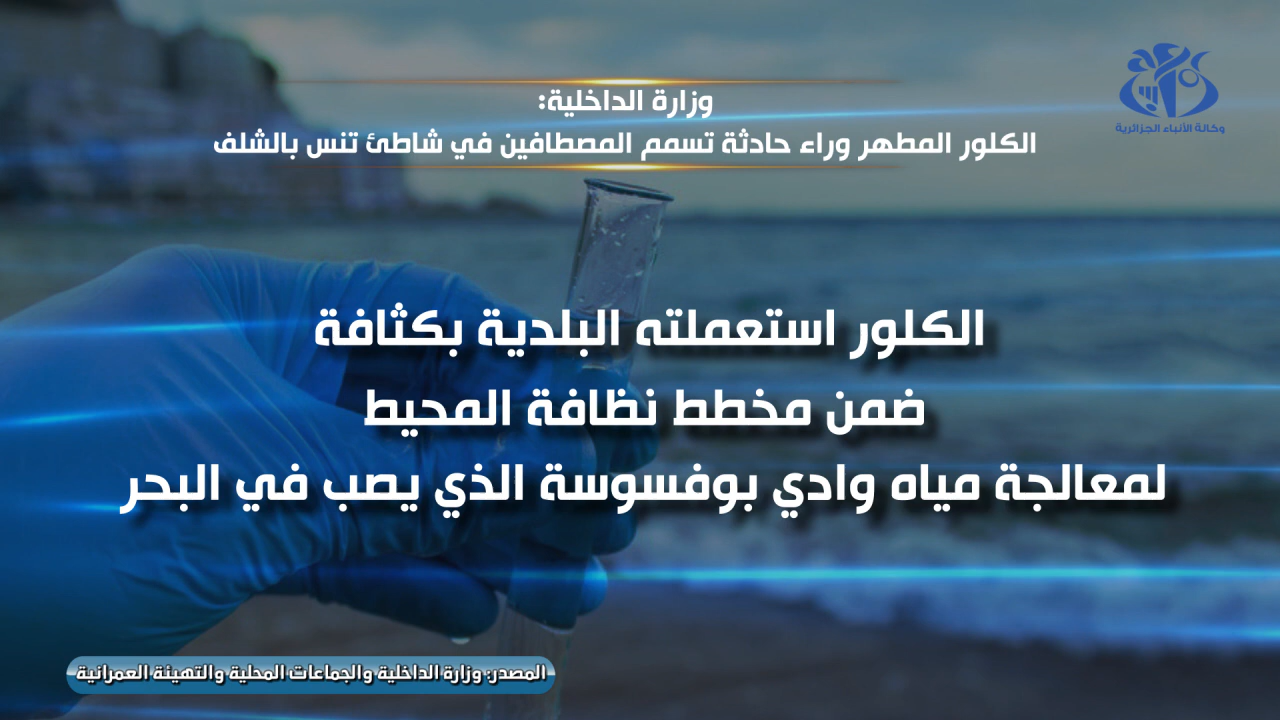 وكالة الأنباء الجزائرية
وزارة الداخلية:
الكلور المطهر وراء حادثة تسمم المصطافين في شاطئ تنس بالشلف
الكلور استعملته البلدية بكثافة
ضمن مخطط نظافة المحيط
لمعالجة مياه وادي بوفسوسة الذي يصب في البحر
المصدر: وزارة الداخلية والجماعات المحلية والتهيئة العمرانية